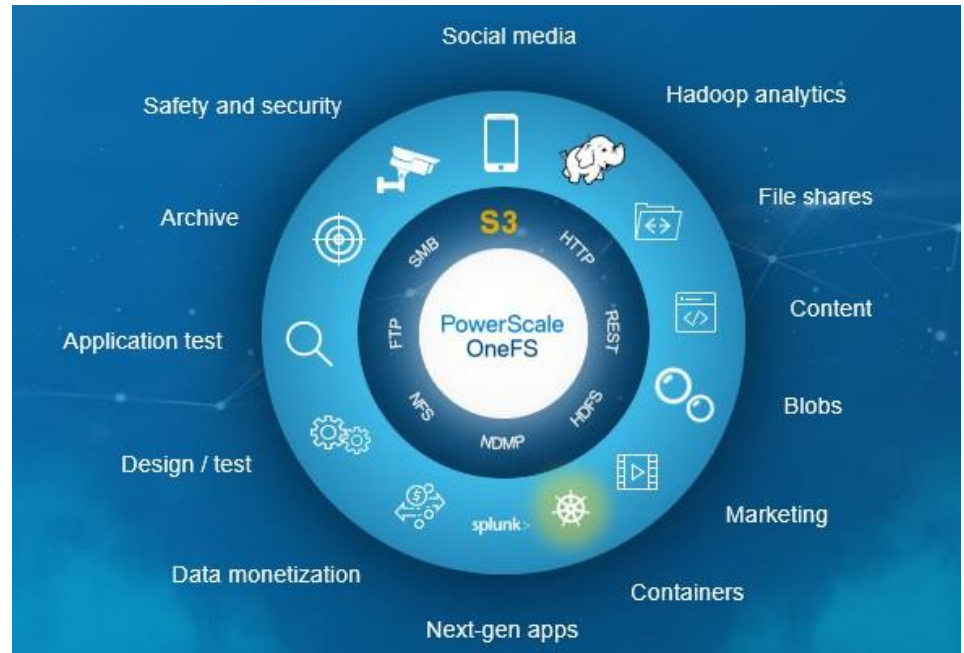 Social media
Safety and security
Hadoop analytics
Archive
File shares
S3
SMB
HTTP
Application test
FTP
PowerScale
OneFS
REST
Content
NFS
HDFS
Blobs
NDMP
Design / test
splunk>
Marketing
Data monetization
Containers
Next-gen apps